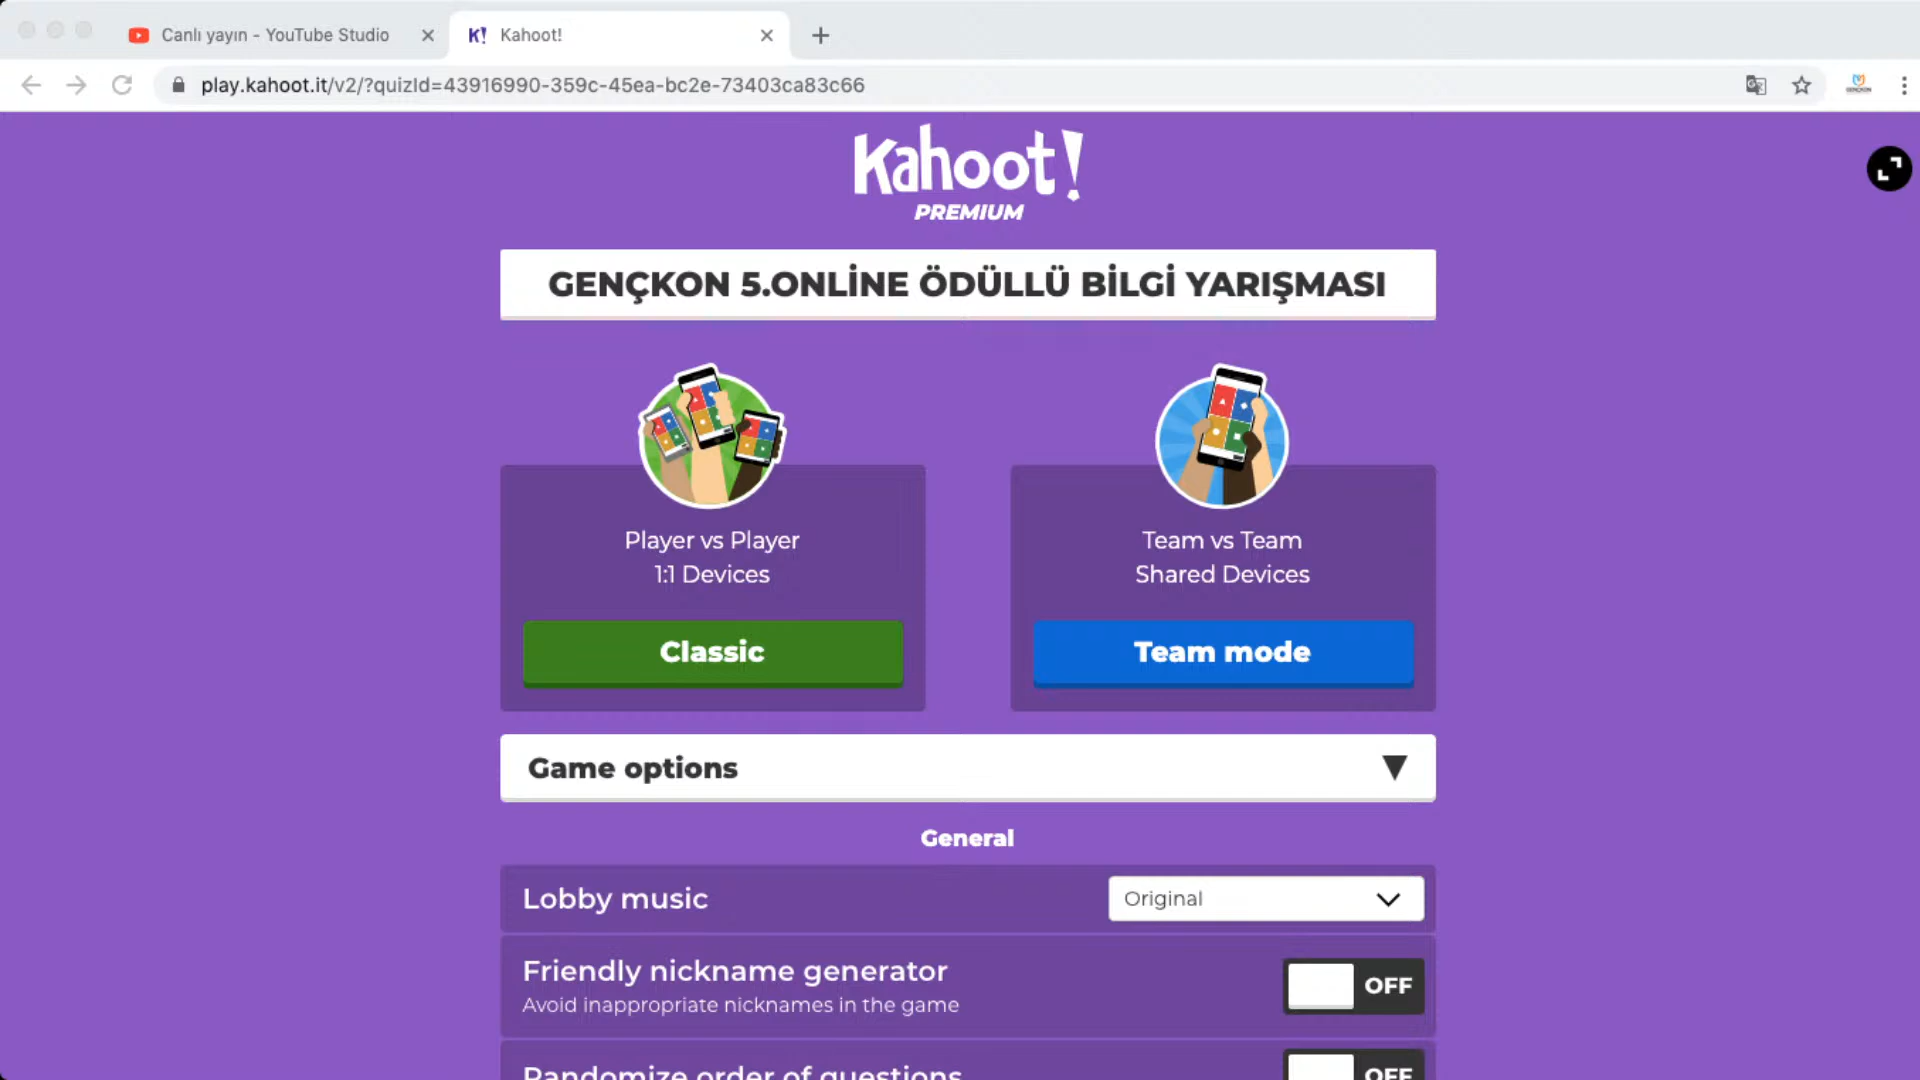 Canlı yayın - YouTube Studio
K! Kahoot!
play.kahoot.it/v2/?quizId=43916990-359c-45ea-bc2e-73403ca83c66
GENÇKON
Kahoot!
PREMIUM
GENÇKON 5.ONLİNE ÖDÜLLÜ BİLGİ YARIŞMASI
Player vs Player
1:1 Devices
Classic
Team vs Team
Shared Devices
Team mode
Game options
General
Lobby music
Original
Friendly nickname generator
Avoid inappropriate nicknames in the game
OFF
Randomize order of questions
OFF